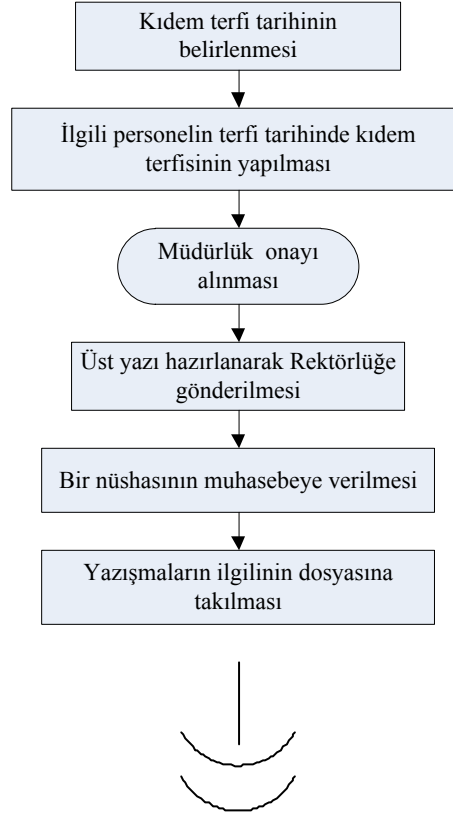 Kıdem terfi tarihinin
belirlenmesi
İlgili personelin terfi tarihinde kıdem
terfisinin yapılması
Müdürlük onayı
alınması
Üst yazı hazırlanarak Rektörlüğe
gönderilmesi
Bir nüshasının muhasebeye verilmesi
Yazışmaların ilgilinin dosyasına
takılması